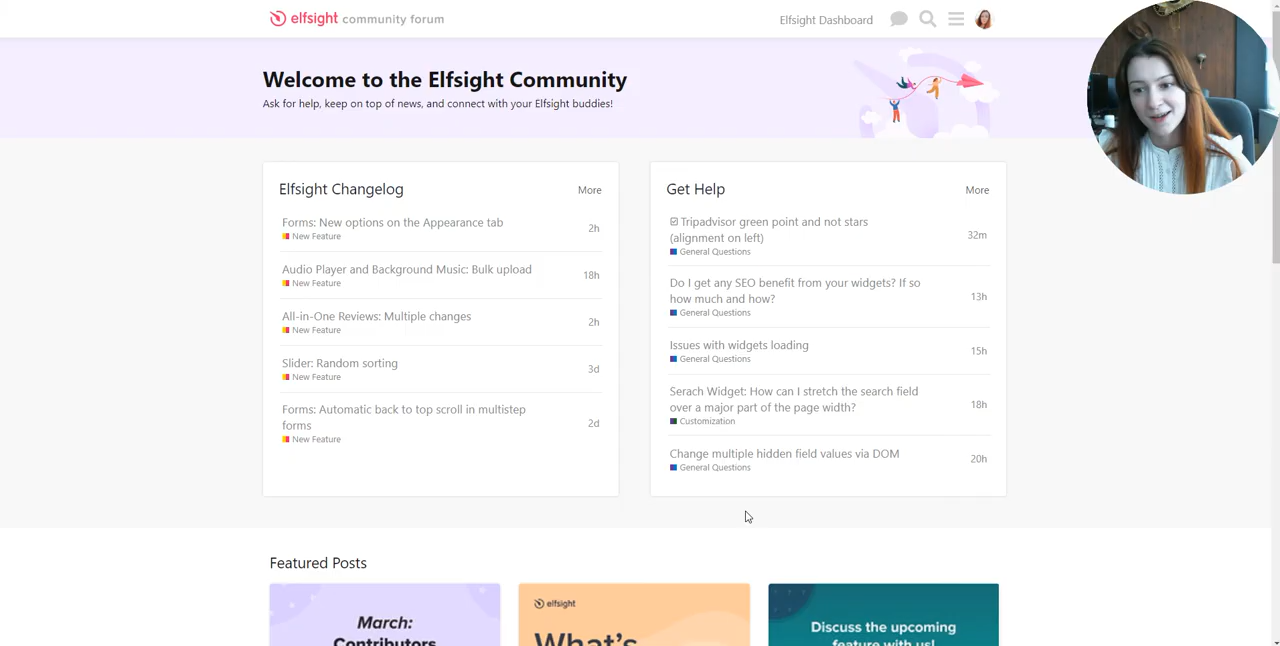 elfsight community forum
Elfsight Dashboard
Welcome to the Elfsight Community
Ask for help, keep on top of news, and connect with your Elfsight buddies!
Elfsight Changelog
More
Forms: New options on the Appearance tab
New Feature
2h
Audio Player and Background Music: Bulk upload
New Feature
18h
All-in-One Reviews: Multiple changes
New Feature
2h
Slider: Random sorting
New Feature
3d
Forms: Automatic back to top scroll in multistep
forms
New Feature
2d
Get Help
More
Tripadvisor green point and not stars
(alignment on left)
General Questions
32m
Do I get any SEO benefit from your widgets? If so
how much and how?
General Questions
13h
Issues with widgets loading
General Questions
15h
Serach Widget: How can I stretch the search field
over a major part of the page width?
Customization
18h
Change multiple hidden field values via DOM
General Questions
20h
Featured Posts
March:
Contributors
elfsight
What's
Discuss the upcoming
feature with us!